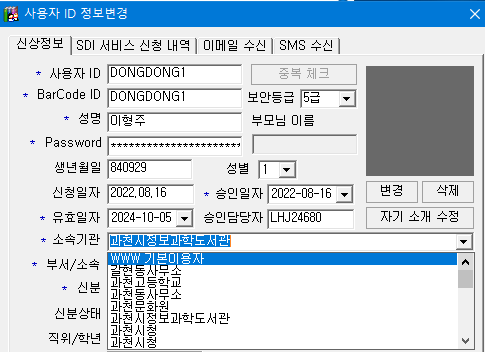 사용자 ID 정보변경
신상정보 SDI 서비스 신청 내역 이메일 수신 SMS 수신
* 사용자 ID DONGDONG1 중복 체크
* BarCode ID DONGDONG1 보안등급 5급
* 성명 이형주 부모님 이름
* Password ***********************
생년월일 840929 성별 1
신청일자 2022.08.16 * 승인일자 2022-08-16 변경 삭제
* 유효일자 2024-10-05 승인담당자 LHJ24680 자기 소개 수정
* 소속기관 과천시정보과학도서관
* 부서/소속 WWW 기본이용자
갈현동사무소
* 신분 과천고등학교
과천동사무소
과천문화원
신분상태 과천시정보과학도서관
과천시청
직위/학년 과천시청